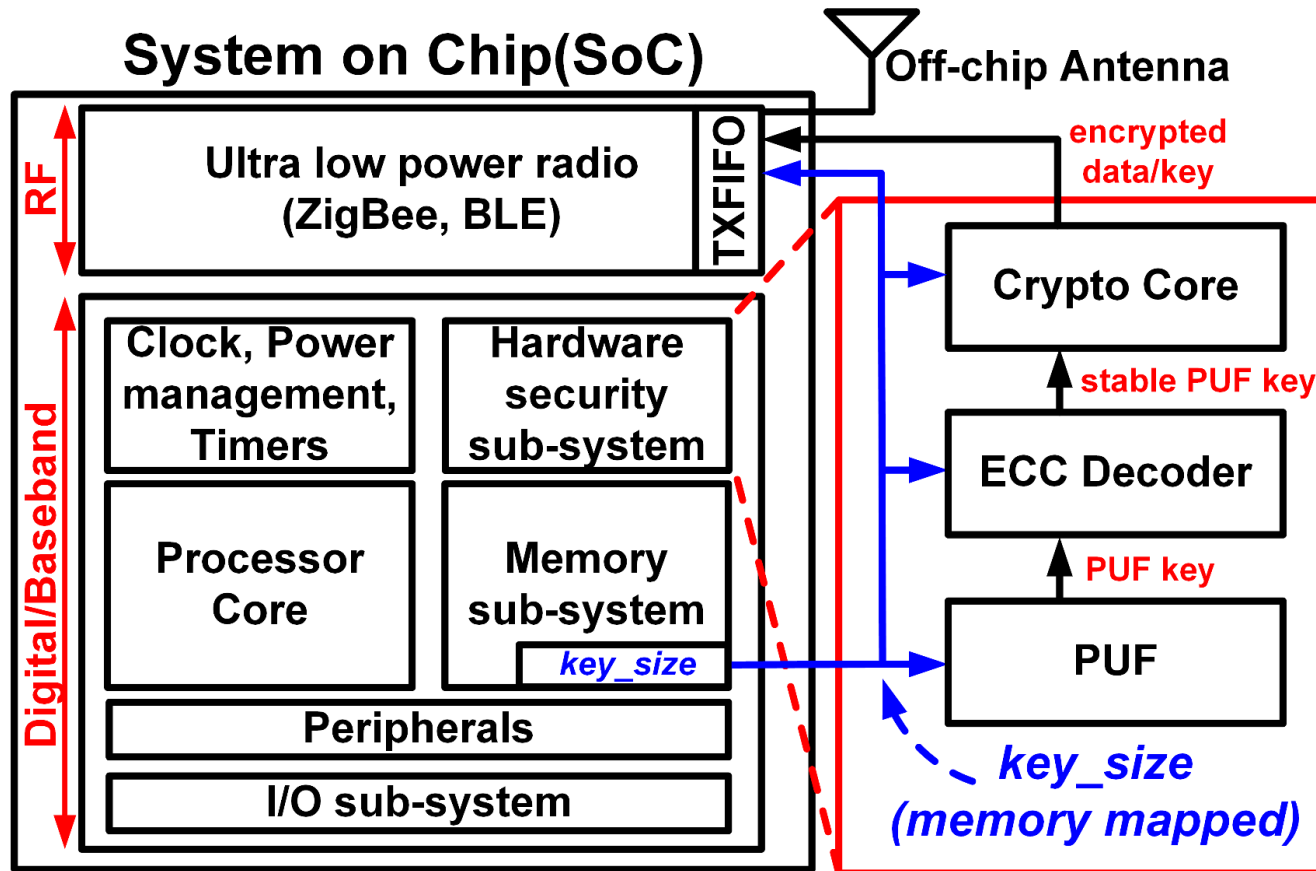 System on Chip(SoC)
Off-chip Antenna
RF
Ultra low power radio
(ZigBee, BLE)
TXFIFO
encrypted
data/key
Digital/Baseband
Clock, Power
management,
Timers
Hardware
security
sub-system
Processor
Core
Memory
sub-system
key_size
Peripherals
I/O sub-system
Crypto Core
stable PUF key
ECC Decoder
PUF key
PUF
key_size
(memory mapped)